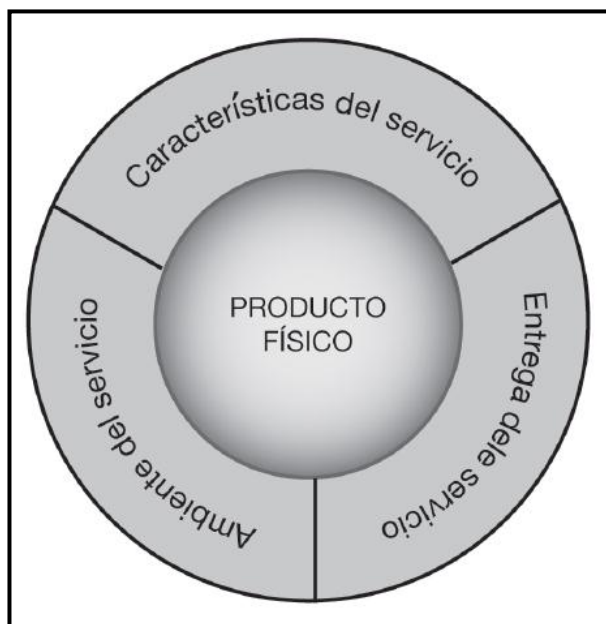 Características del servicio
PRODUCTO
FÍSICO
Entrega dele servicio
Ambiente del servicio